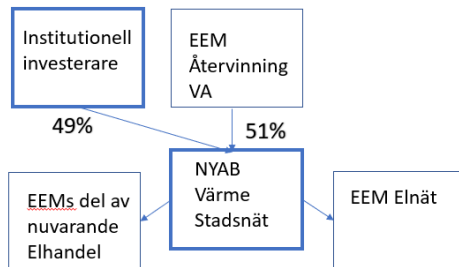 Institutionell
investerare
EEM
Återvinning
VA
49%
51%
NYAB
Värme
Stadsnät
EEMs del av
nuvarande
Elhandel
EEM Elnät